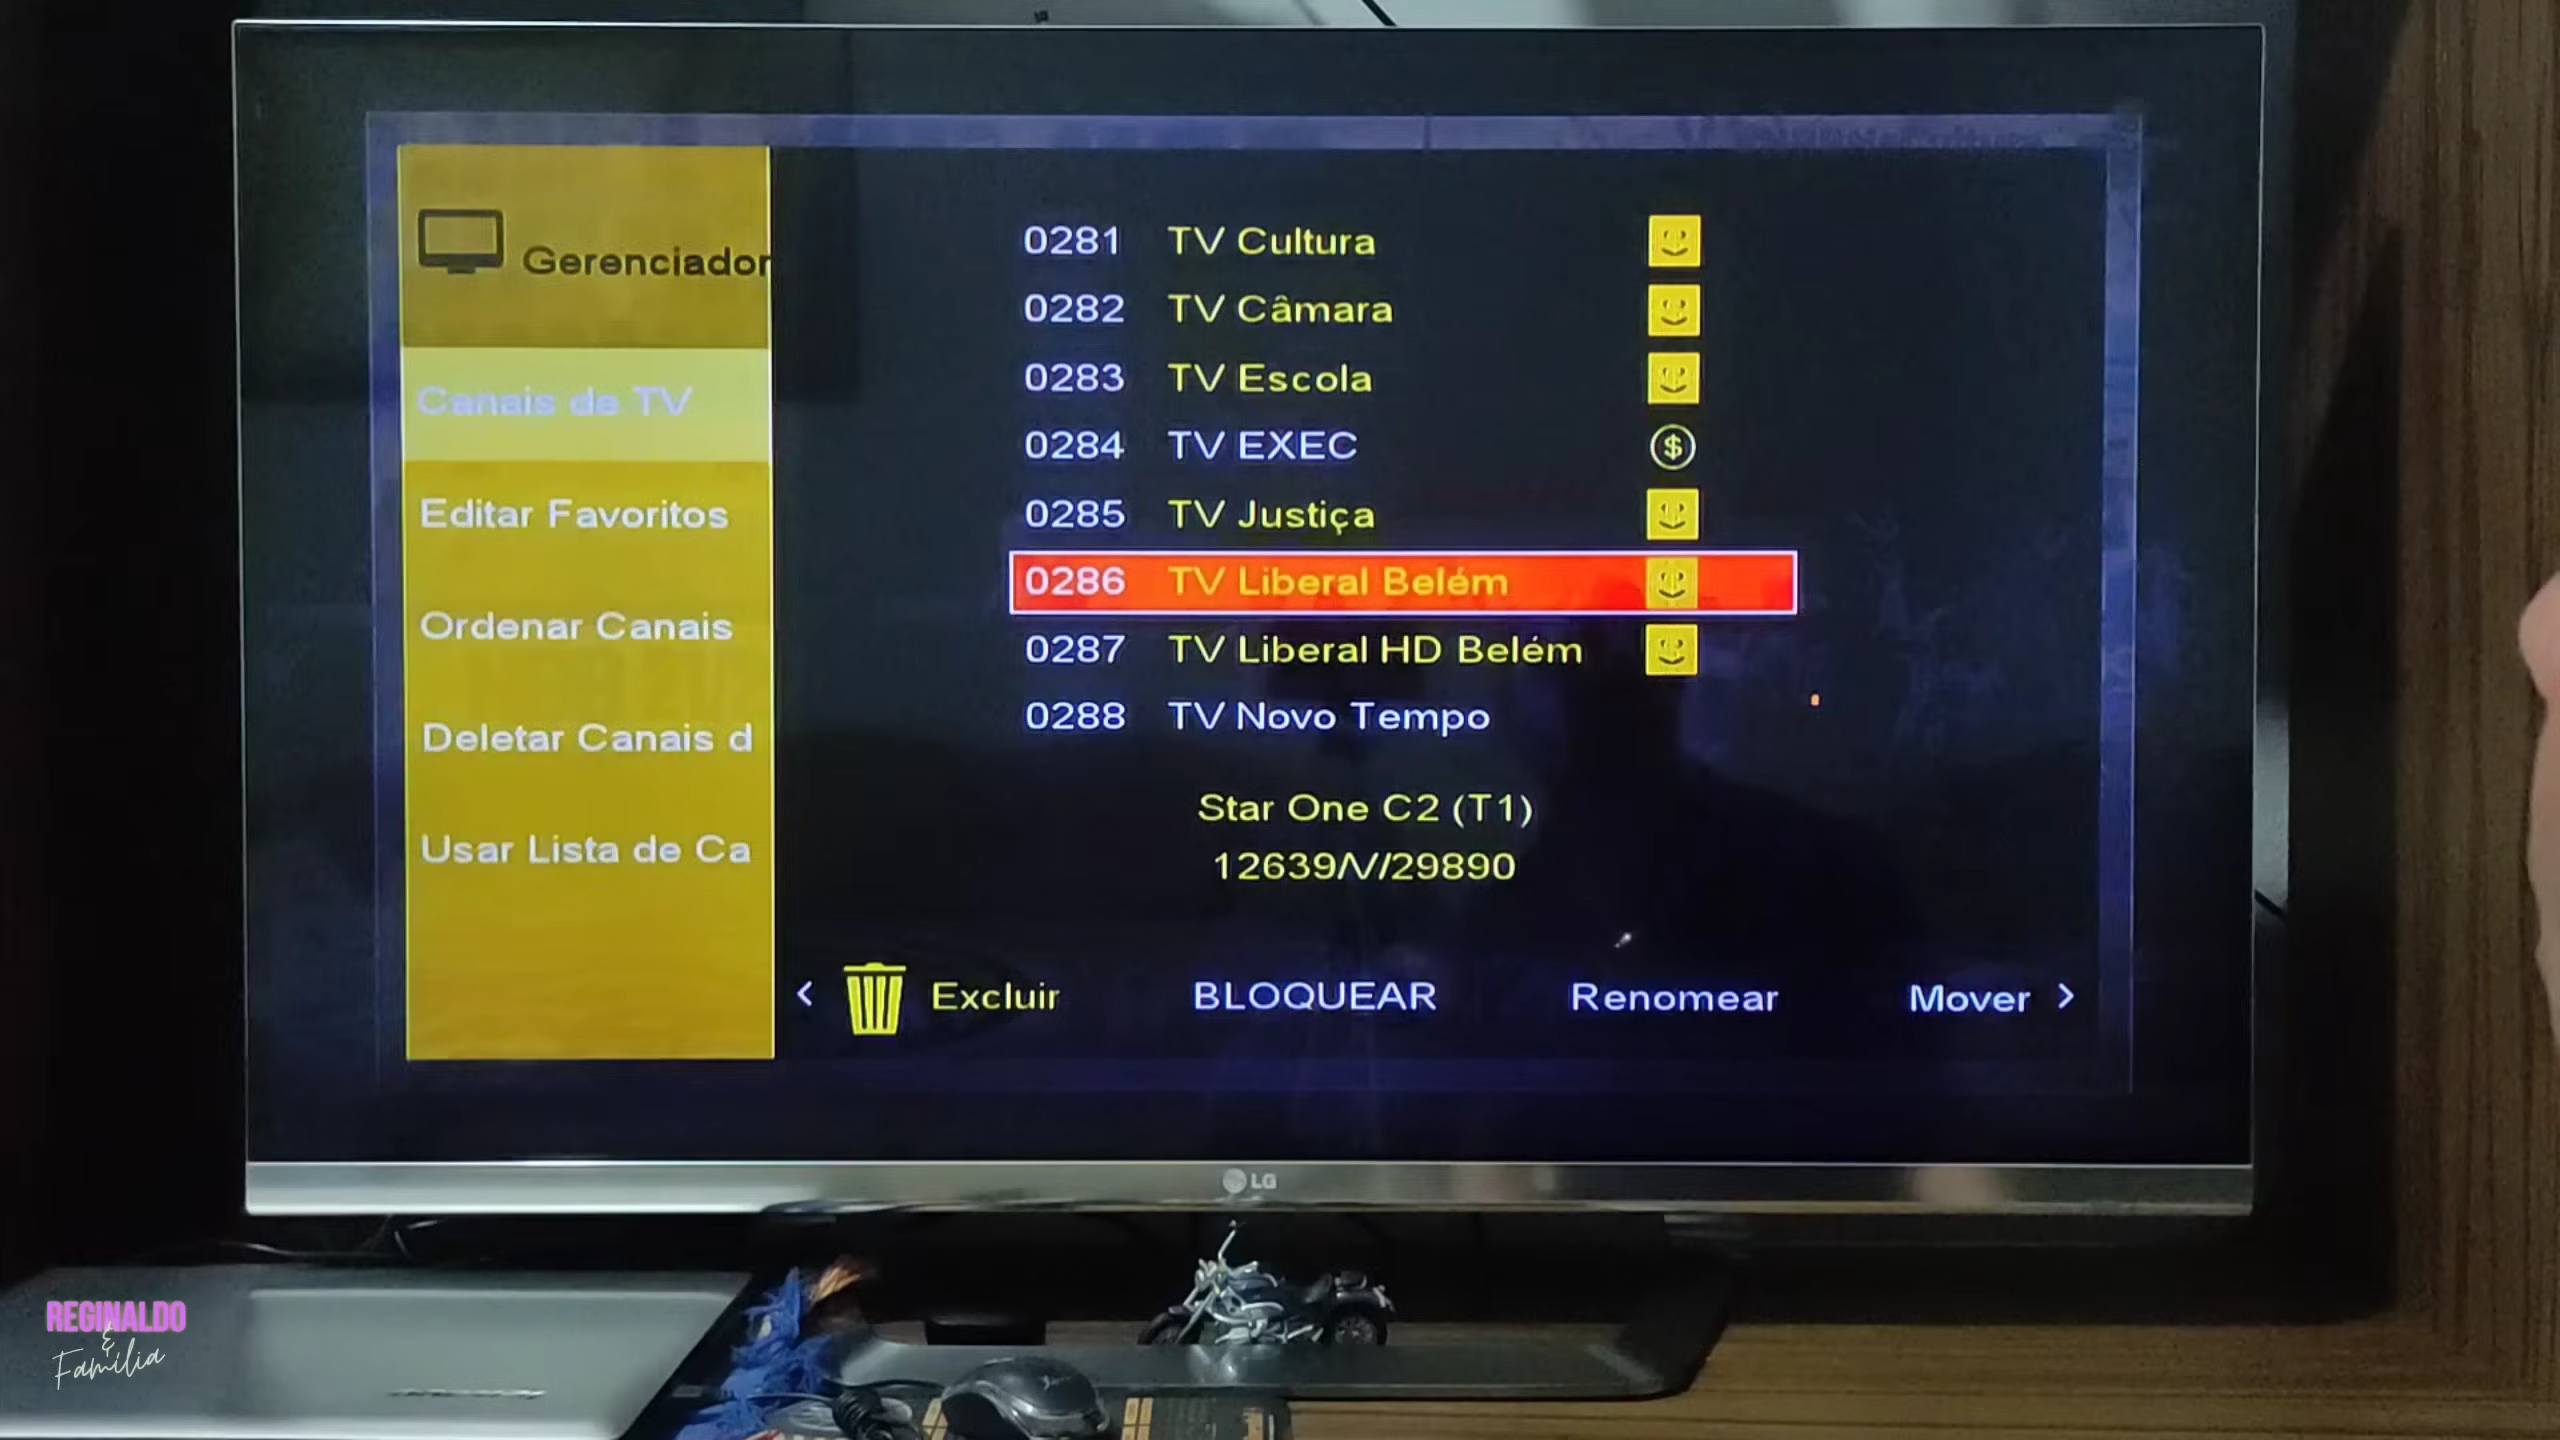 Gerenciador
Canais de TV
Editar Favoritos
Ordenar Canais
Deletar Canais d
Usar Lista de Ca
0281 TV Cultura
0282 TV Câmara
0283 TV Escola
0284 TV EXEC $
0285 TV Justiça
0286 TV Liberal Belém
0287 TV Liberal HD Belém
0288 TV Novo Tempo
Star One C2 (T1)
12639/V/29890
< Excluir BLOQUEAR Renomear Mover >
LG
REGINALDO
&
Família